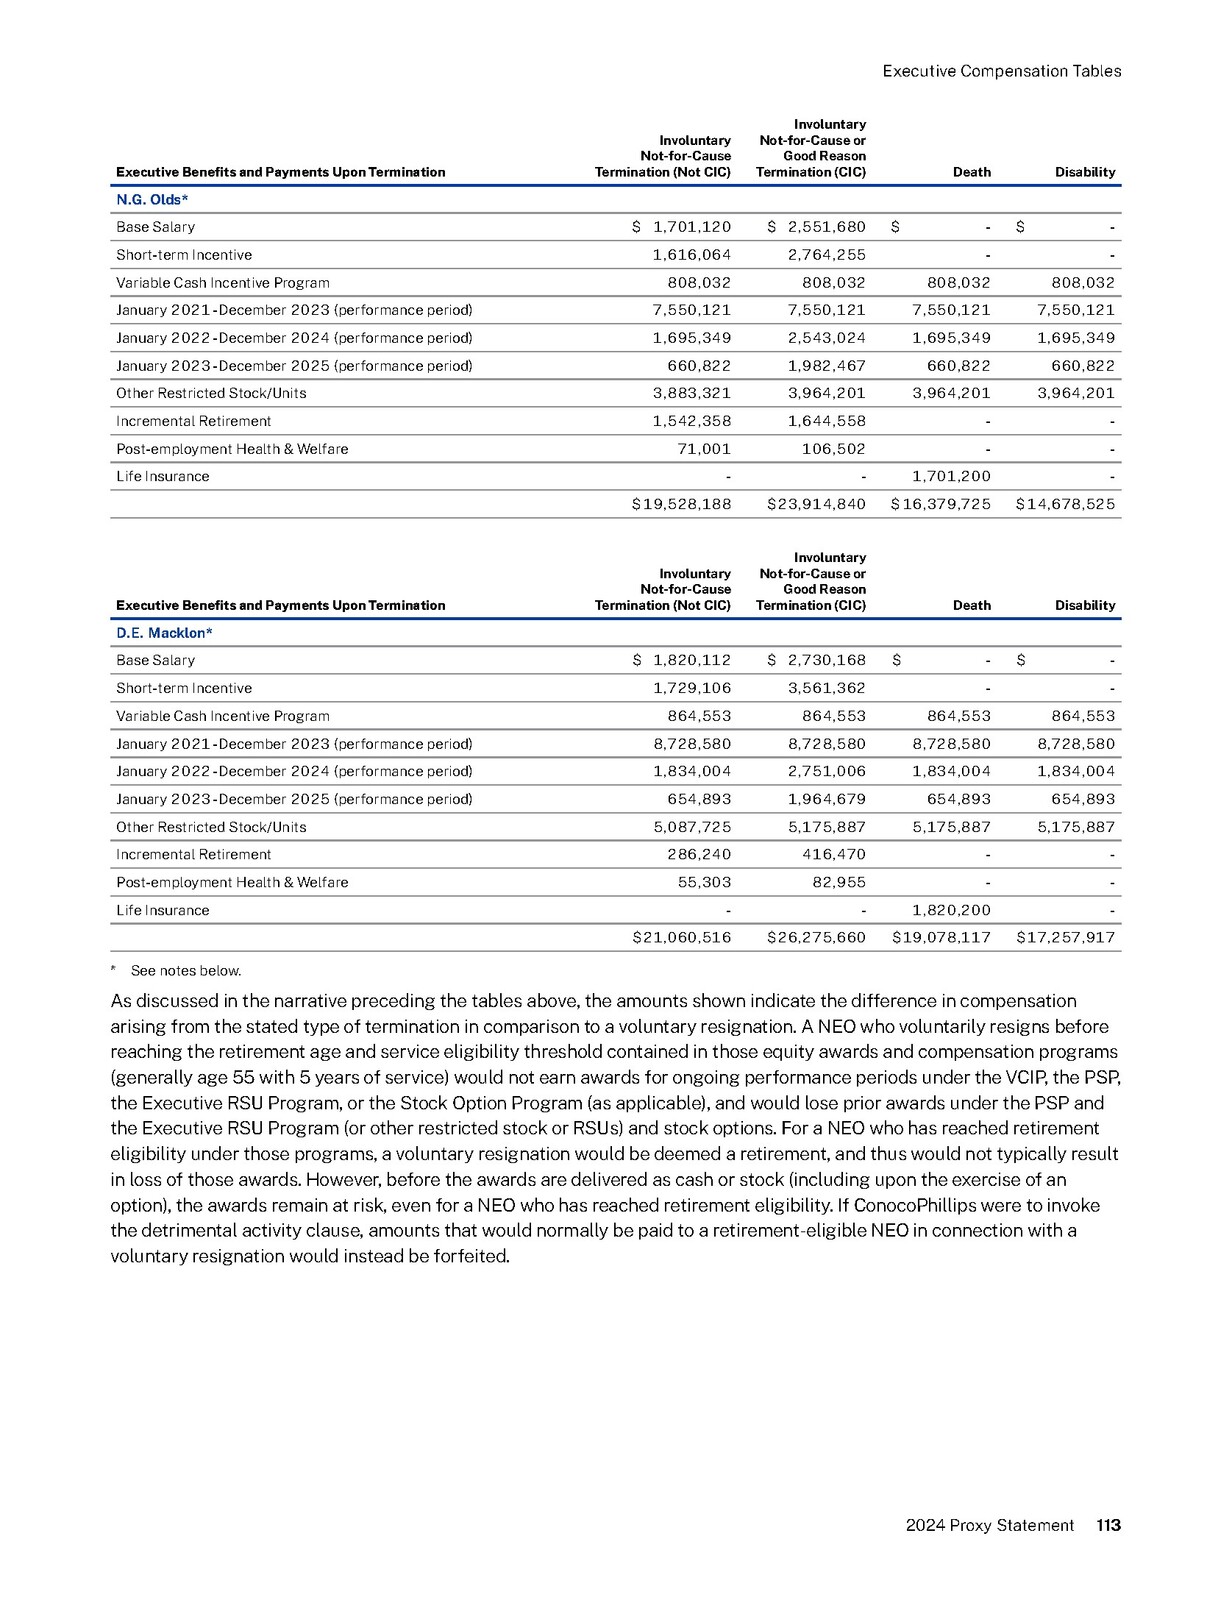 Executive Compensation Tables
Involuntary
Involuntary Not-for-Cause or
Not-for-Cause Good Reason
Executive Benefits and Payments Upon Termination Termination (Not CIC) Termination (CIC) Death Disability
N.G. Olds*
Base Salary $ 1,701,120 $ 2,551,680 $ - $ -
Short-term Incentive 1,616,064 2,764,255 - -
Variable Cash Incentive Program 808,032 808,032 808,032 808,032
January 2021-December 2023 (performance period) 7,550,121 7,550,121 7,550,121 7,550,121
January 2022-December 2024 (performance period) 1,695,349 2,543,024 1,695,349 1,695,349
January 2023-December 2025 (performance period) 660,822 1,982,467 660,822 660,822
Other Restricted Stock/Units 3,883,321 3,964,201 3,964,201 3,964,201
Incremental Retirement 1,542,358 1,644,558 - -
Post-employment Health & Welfare 71,001 106,502 - -
Life Insurance - - 1,701,200 -
$19,528,188 $23,914,840 $16,379,725 $14,678,525
Involuntary
Involuntary Not-for-Cause or
Not-for-Cause Good Reason
Executive Benefits and Payments Upon Termination Termination (Not CIC) Termination (CIC) Death Disability
D.E. Macklon*
Base Salary $ 1,820,112 $ 2,730,168 $ - $ -
Short-term Incentive 1,729,106 3,561,362 - -
Variable Cash Incentive Program 864,553 864,553 864,553 864,553
January 2021-December 2023 (performance period) 8,728,580 8,728,580 8,728,580 8,728,580
January 2022-December 2024 (performance period) 1,834,004 2,751,006 1,834,004 1,834,004
January 2023-December 2025 (performance period) 654,893 1,964,679 654,893 654,893
Other Restricted Stock/Units 5,087,725 5,175,887 5,175,887 5,175,887
Incremental Retirement 286,240 416,470 - -
Post-employment Health & Welfare 55,303 82,955 - -
Life Insurance - - 1,820,200 -
$21,060,516 $26,275,660 $19,078,117 $17,257,917
* See notes below.
As discussed in the narrative preceding the tables above, the amounts shown indicate the difference in compensation
arising from the stated type of termination in comparison to a voluntary resignation. A NEO who voluntarily resigns before
reaching the retirement age and service eligibility threshold contained in those equity awards and compensation programs
(generally age 55 with 5 years of service) would not earn awards for ongoing performance periods under the VCIP, the PSP,
the Executive RSU Program, or the Stock Option Program (as applicable), and would lose prior awards under the PSP and
the Executive RSU Program (or other restricted stock or RSUs) and stock options. For a NEO who has reached retirement
eligibility under those programs, a voluntary resignation would be deemed a retirement, and thus would not typically result
in loss of those awards. However, before the awards are delivered as cash or stock (including upon the exercise of an
option), the awards remain at risk, even for a NEO who has reached retirement eligibility. If ConocoPhillips were to invoke
the detrimental activity clause, amounts that would normally be paid to a retirement-eligible NEO in connection with a
voluntary resignation would instead be forfeited.
2024 Proxy Statement 113